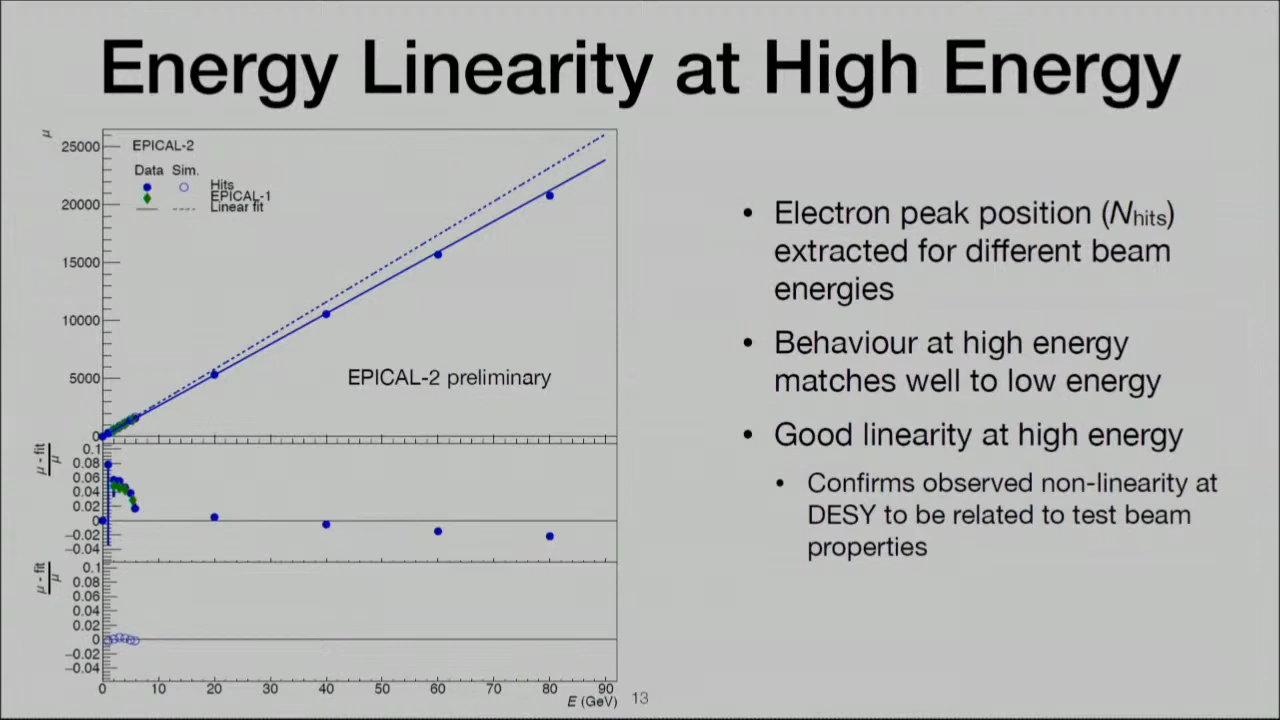 Energy Linearity at High Energy
μ
25000
20000
15000
10000
5000
0
EPICAL-2
Data Sim.
Hits
EPICAL-1
Linear fit
EPICAL-2 preliminary
μ - fit
μ
0.1
0.08
0.06
0.04
0.02
0
−0.02
−0.04
μ - fit
μ
0.1
0.08
0.06
0.04
0.02
0
−0.02
−0.04
0 10 20 30 40 50 60 70 80 90
E (GeV)
• Electron peak position (Nhits)
extracted for different beam
energies
• Behaviour at high energy
matches well to low energy
• Good linearity at high energy
• Confirms observed non-linearity at
DESY to be related to test beam
properties
13